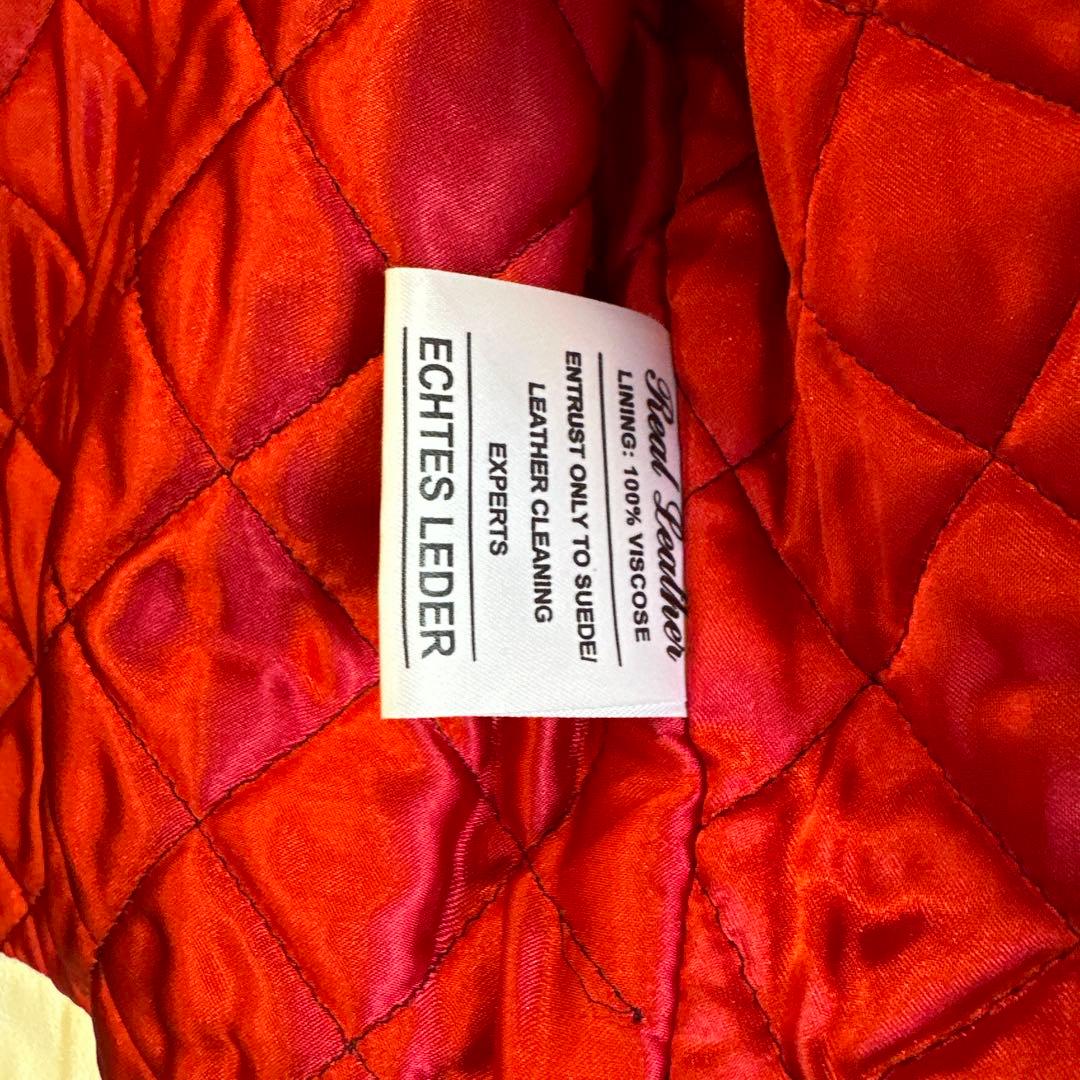 Real Leather
LINING: 100% VISCOSE
ENTRUST ONLY TO SUEDE/
LEATHER CLEANING
EXPERTS
ECHTES LEDER